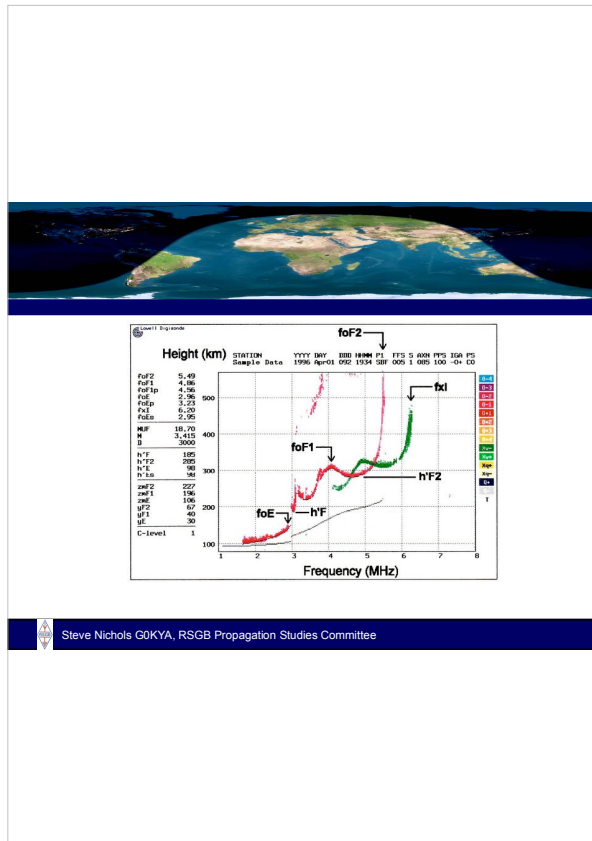 Lowell Digisonde
foF2
Height (km)
STATION YYYY DAY DDD HHMM P1 FFS S AXN PPS IGA PS
Sample Data 1996 Apr01 092 1934 SBF 005 1 085 100 -0+ C0
foF2 5.49
foF1 4.86
foF1p 4.56
foE 2.96
foEp 3.23
fxI 6.20
foEs 2.95
MUF 18.70
M 3.415
D 3000
h'F 185
h'F2 285
h'E 98
h'Es 98
zmF2 227
zmF1 196
zmE 106
yF2 67
yF1 40
yE 30
C-level 1
500
400
300
200
100
fxI
foF1
h'F2
foE
h'F
1 2 3 4 5 6 7 8
Frequency (MHz)
Xq+
Xq-
T
Steve Nichols G0KYA, RSGB Propagation Studies Committee